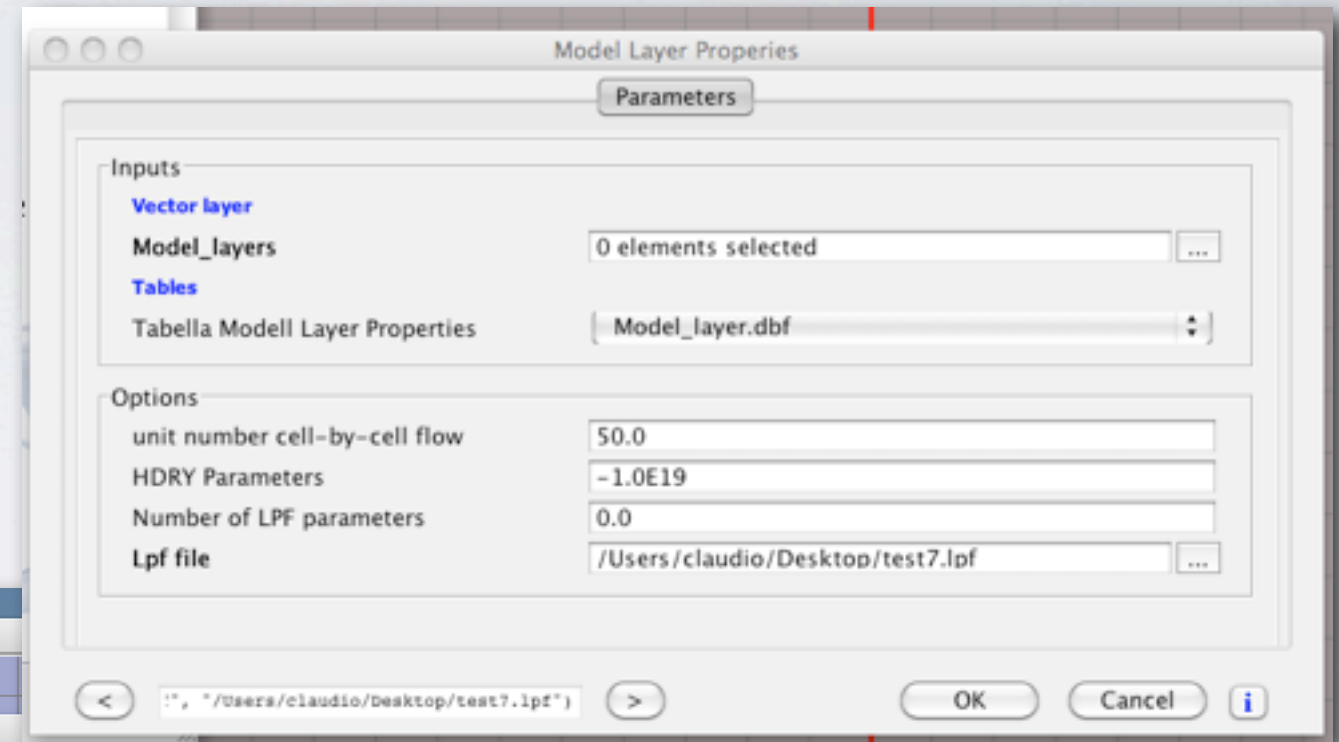 Model Layer Properies
Parameters
Inputs
Vector layer
Model_layers 0 elements selected ...
Tables
Tabella Modell Layer Properties Model_layer.dbf
Options
unit number cell-by-cell flow 50.0
HDRY Parameters -1.0E19
Number of LPF parameters 0.0
Lpf file /Users/claudio/Desktop/test7.lpf ...
< :", "/Users/claudio/Desktop/test7.lpf") > OK Cancel i